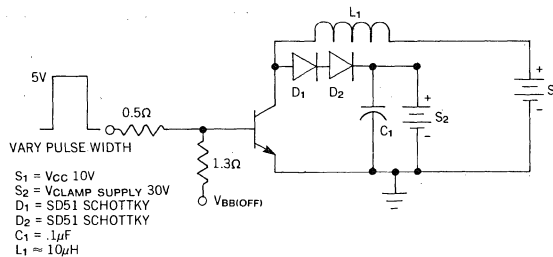 L1
5V
D1
D2
+
S
-
0.5Ω
C1
+
S2
-
VARY PULSE WIDTH
1.3Ω
VBB(OFF)
S1 = VCC 10V
S2 = VCLAMP SUPPLY 30V
D1 = SD51 SCHOTTKY
D2 = SD51 SCHOTTKY
C1 = .1μF
L1 ≈ 10μH